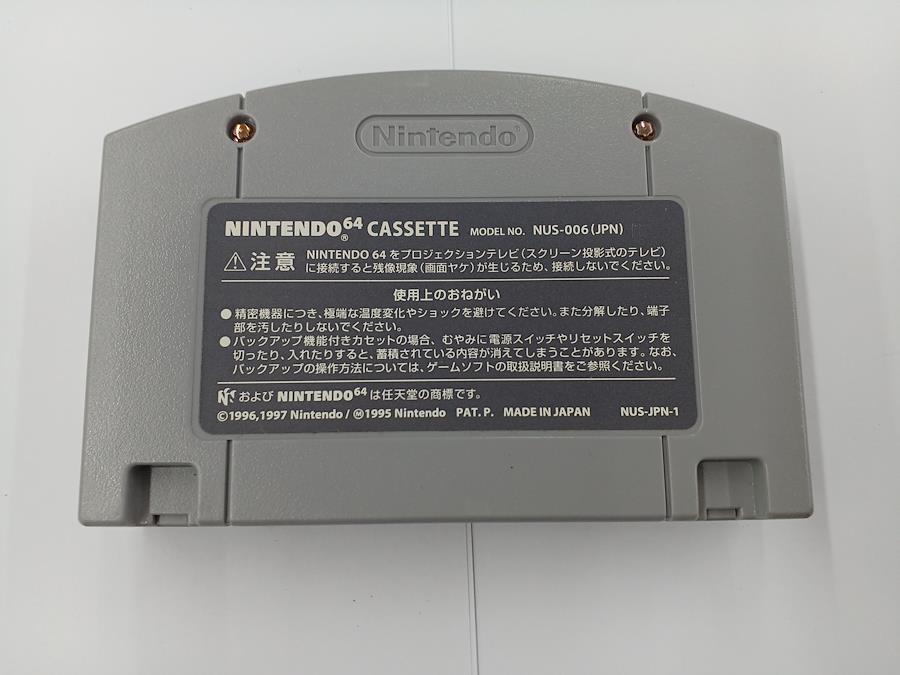 Nintendo®
NINTENDO64® CASSETTE MODEL NO. NUS-006(JPN)
⚠注意 NINTENDO 64 をプロジェクションテレビ(スクリーン投影式のテレビ)
に接続すると残像現象(画面ヤケ)が生じるため、接続しないでください。
使用上のおねがい
●精密機器につき、極端な温度変化やショックを避けてください。また分解したり、端子
部を汚したりしないでください。
●バックアップ機能付きカセットの場合、むやみに電源スイッチやリセットスイッチを
切ったり、入れたりすると、蓄積されている内容が消えてしまうことがあります。なお、
バックアップの操作方法については、ゲームソフトの取扱説明書をご参照ください。
および NINTENDO64 は任天堂の商標です。
©1996,1997 Nintendo/Ⓜ1995 Nintendo PAT. P. MADE IN JAPAN NUS-JPN-1